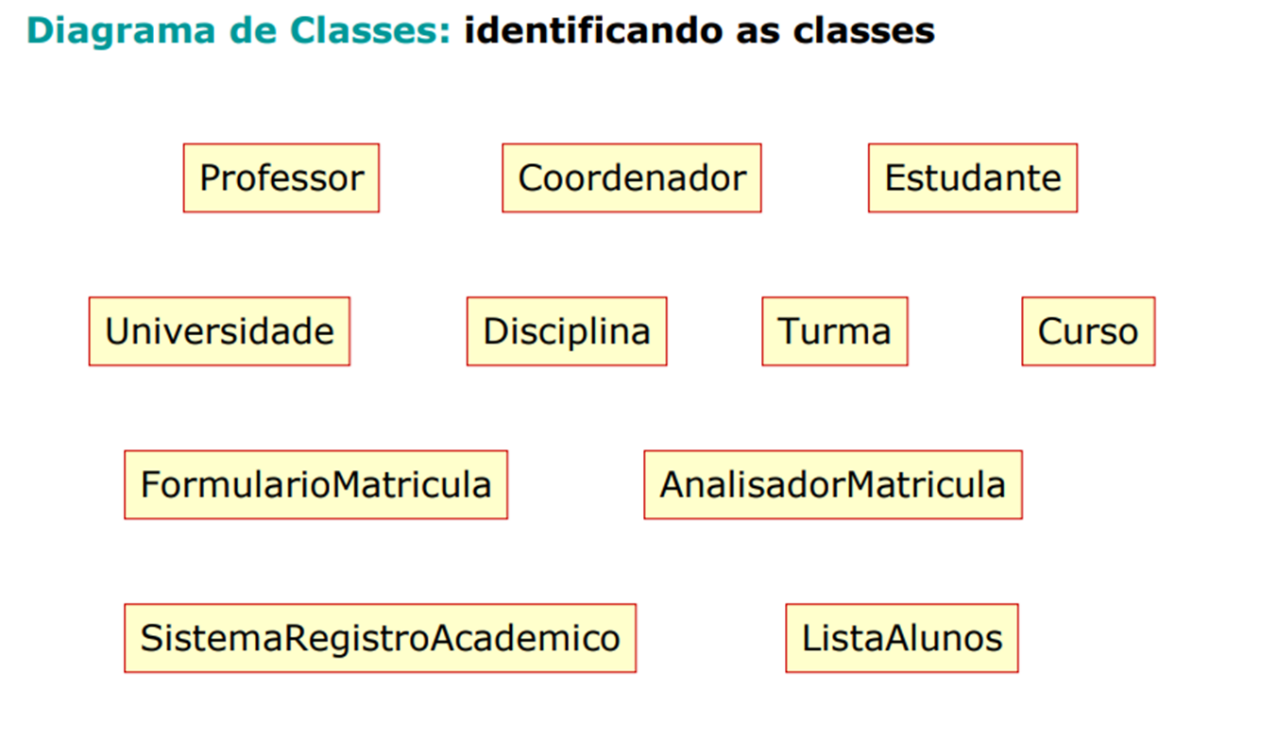 Diagrama de Classes: identificando as classes
Professor
Coordenador
Estudante
Universidade
Disciplina
Turma
Curso
FormularioMatricula
AnalisadorMatricula
SistemaRegistroAcademico
ListaAlunos